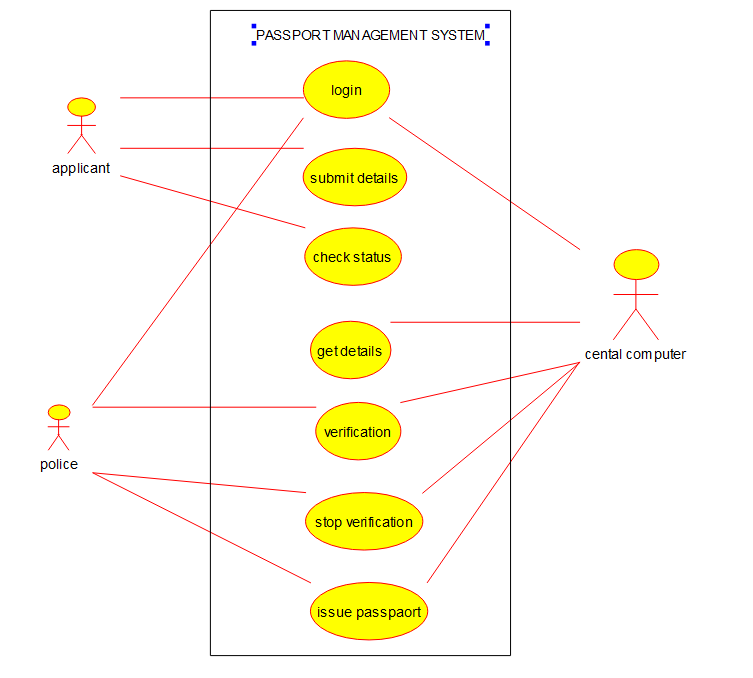 PASSPORT MANAGEMENT SYSTEM
login
applicant
submit details
check status
get details
cental computer
verification
police
stop verification
issue passpaort